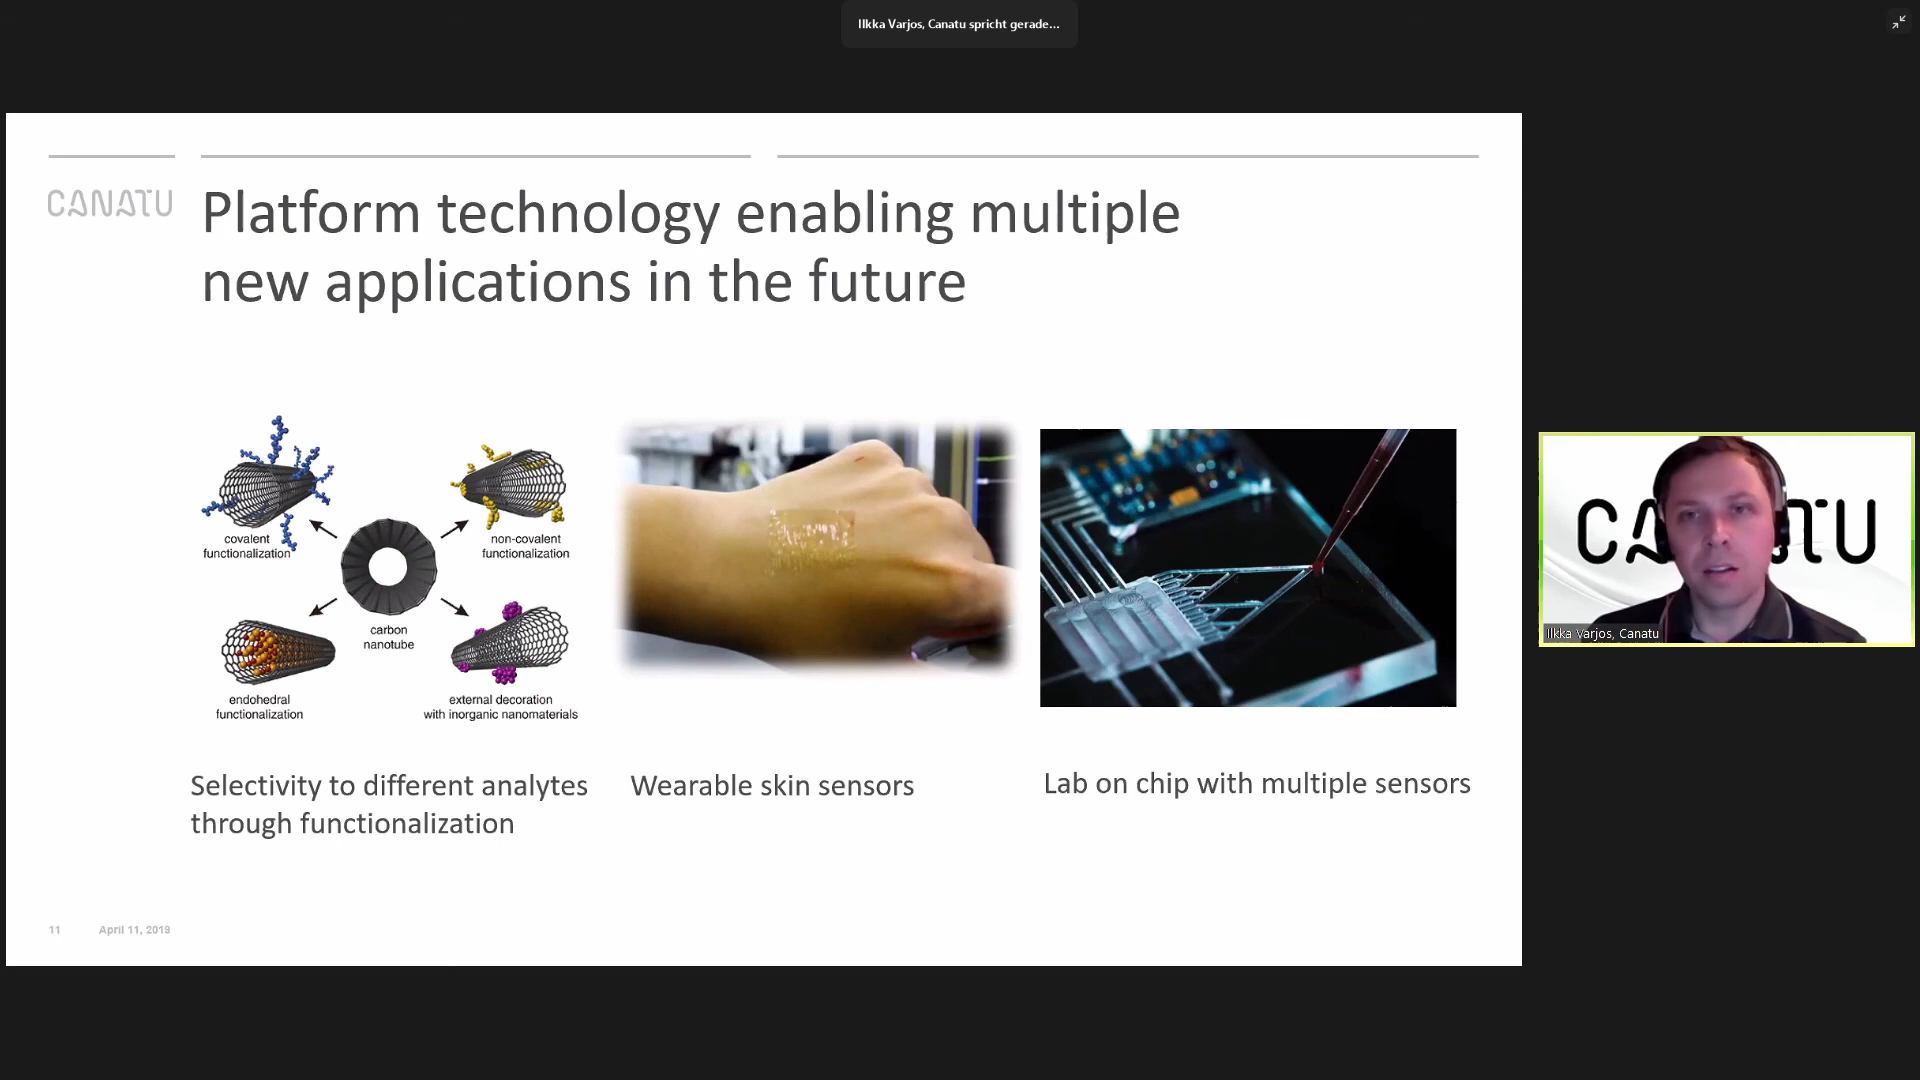 Ilkka Varjos, Canatu spricht gerade...
CANATU
Platform technology enabling multiple
new applications in the future
covalent
functionalization
non-covalent
functionalization
carbon
nanotube
endohedral
functionalization
external decoration
with inorganic nanomaterials
Selectivity to different analytes
through functionalization
Wearable skin sensors
Lab on chip with multiple sensors
11 April 11, 2019
CANATU
Ilkka Varjos, Canatu